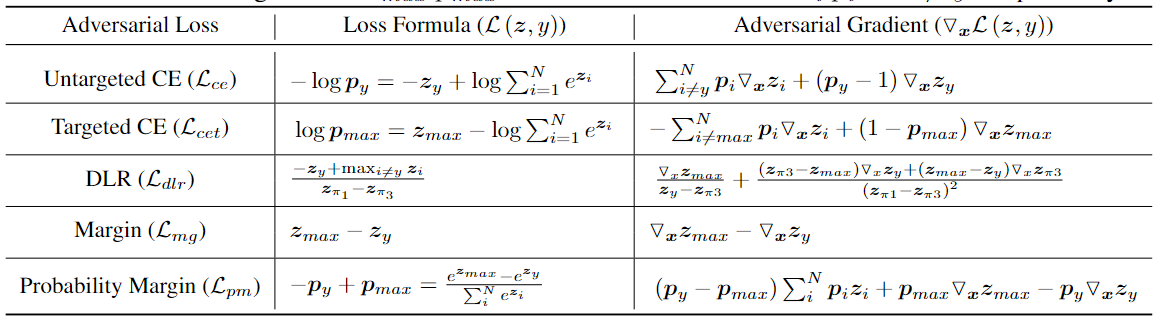 Adversarial Loss Loss Formula (ℒ (z, y)) Adversarial Gradient (▽ₓℒ (z, y))
Untargeted CE (ℒ_ce) −log p_y = −z_y + log ∑_{i=1}^{N} e^{z_i} ∑_{i≠y}^{N} p_i▽ₓz_i + (p_y − 1) ▽ₓz_y
Targeted CE (ℒ_cet) log p_max = z_max − log ∑_{i=1}^{N} e^{z_i} −∑_{i≠max}^{N} p_i▽ₓz_i + (1 − p_max) ▽ₓz_max
DLR (ℒ_dlr) (−z_y+max_{i≠y} z_i)/(z_{π_1}−z_{π_3}) (▽ₓz_max)/(z_y−z_{π3}) + ((z_{π3}−z_max)▽ₓz_y+(z_max−z_y)▽ₓz_{π3})/((z_{π1}−z_{π3})^2)
Margin (ℒ_mg) z_max − z_y ▽ₓz_max − ▽ₓz_y
Probability Margin (ℒ_pm) −p_y + p_max = (e^{z_max}−e^{z_y})/(∑_i^N e^{z_i}) (p_y − p_max) ∑_i^N p_i z_i + p_max▽ₓz_max − p_y▽ₓz_y